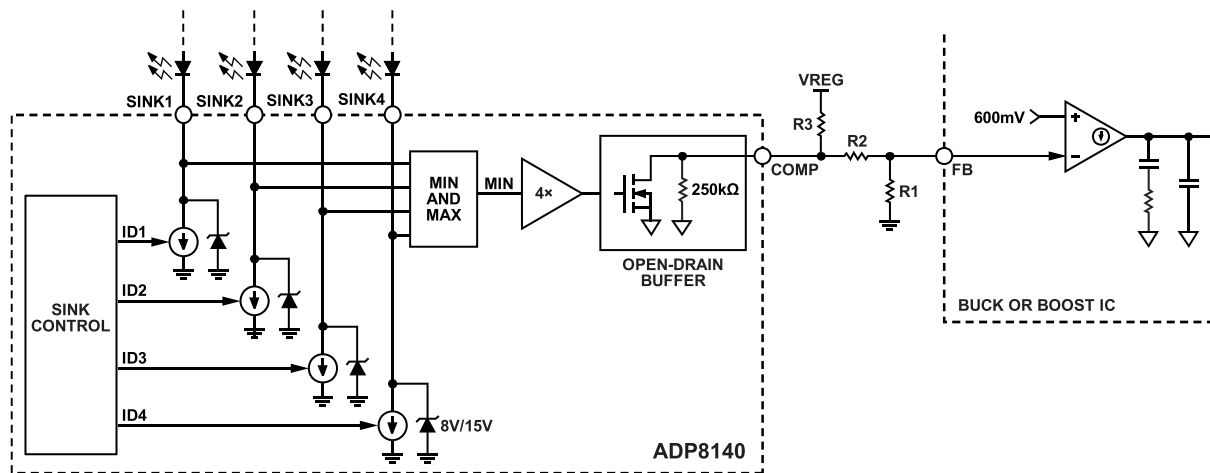 SINK1 SINK2 SINK3 SINK4
VREG
R3
R2
600mV
+
−
COMP
FB
R1
MIN
AND
MAX
MIN
4×
250kΩ
OPEN-DRAIN
BUFFER
SINK
CONTROL
ID1
ID2
ID3
ID4
8V/15V
ADP8140
BUCK OR BOOST IC